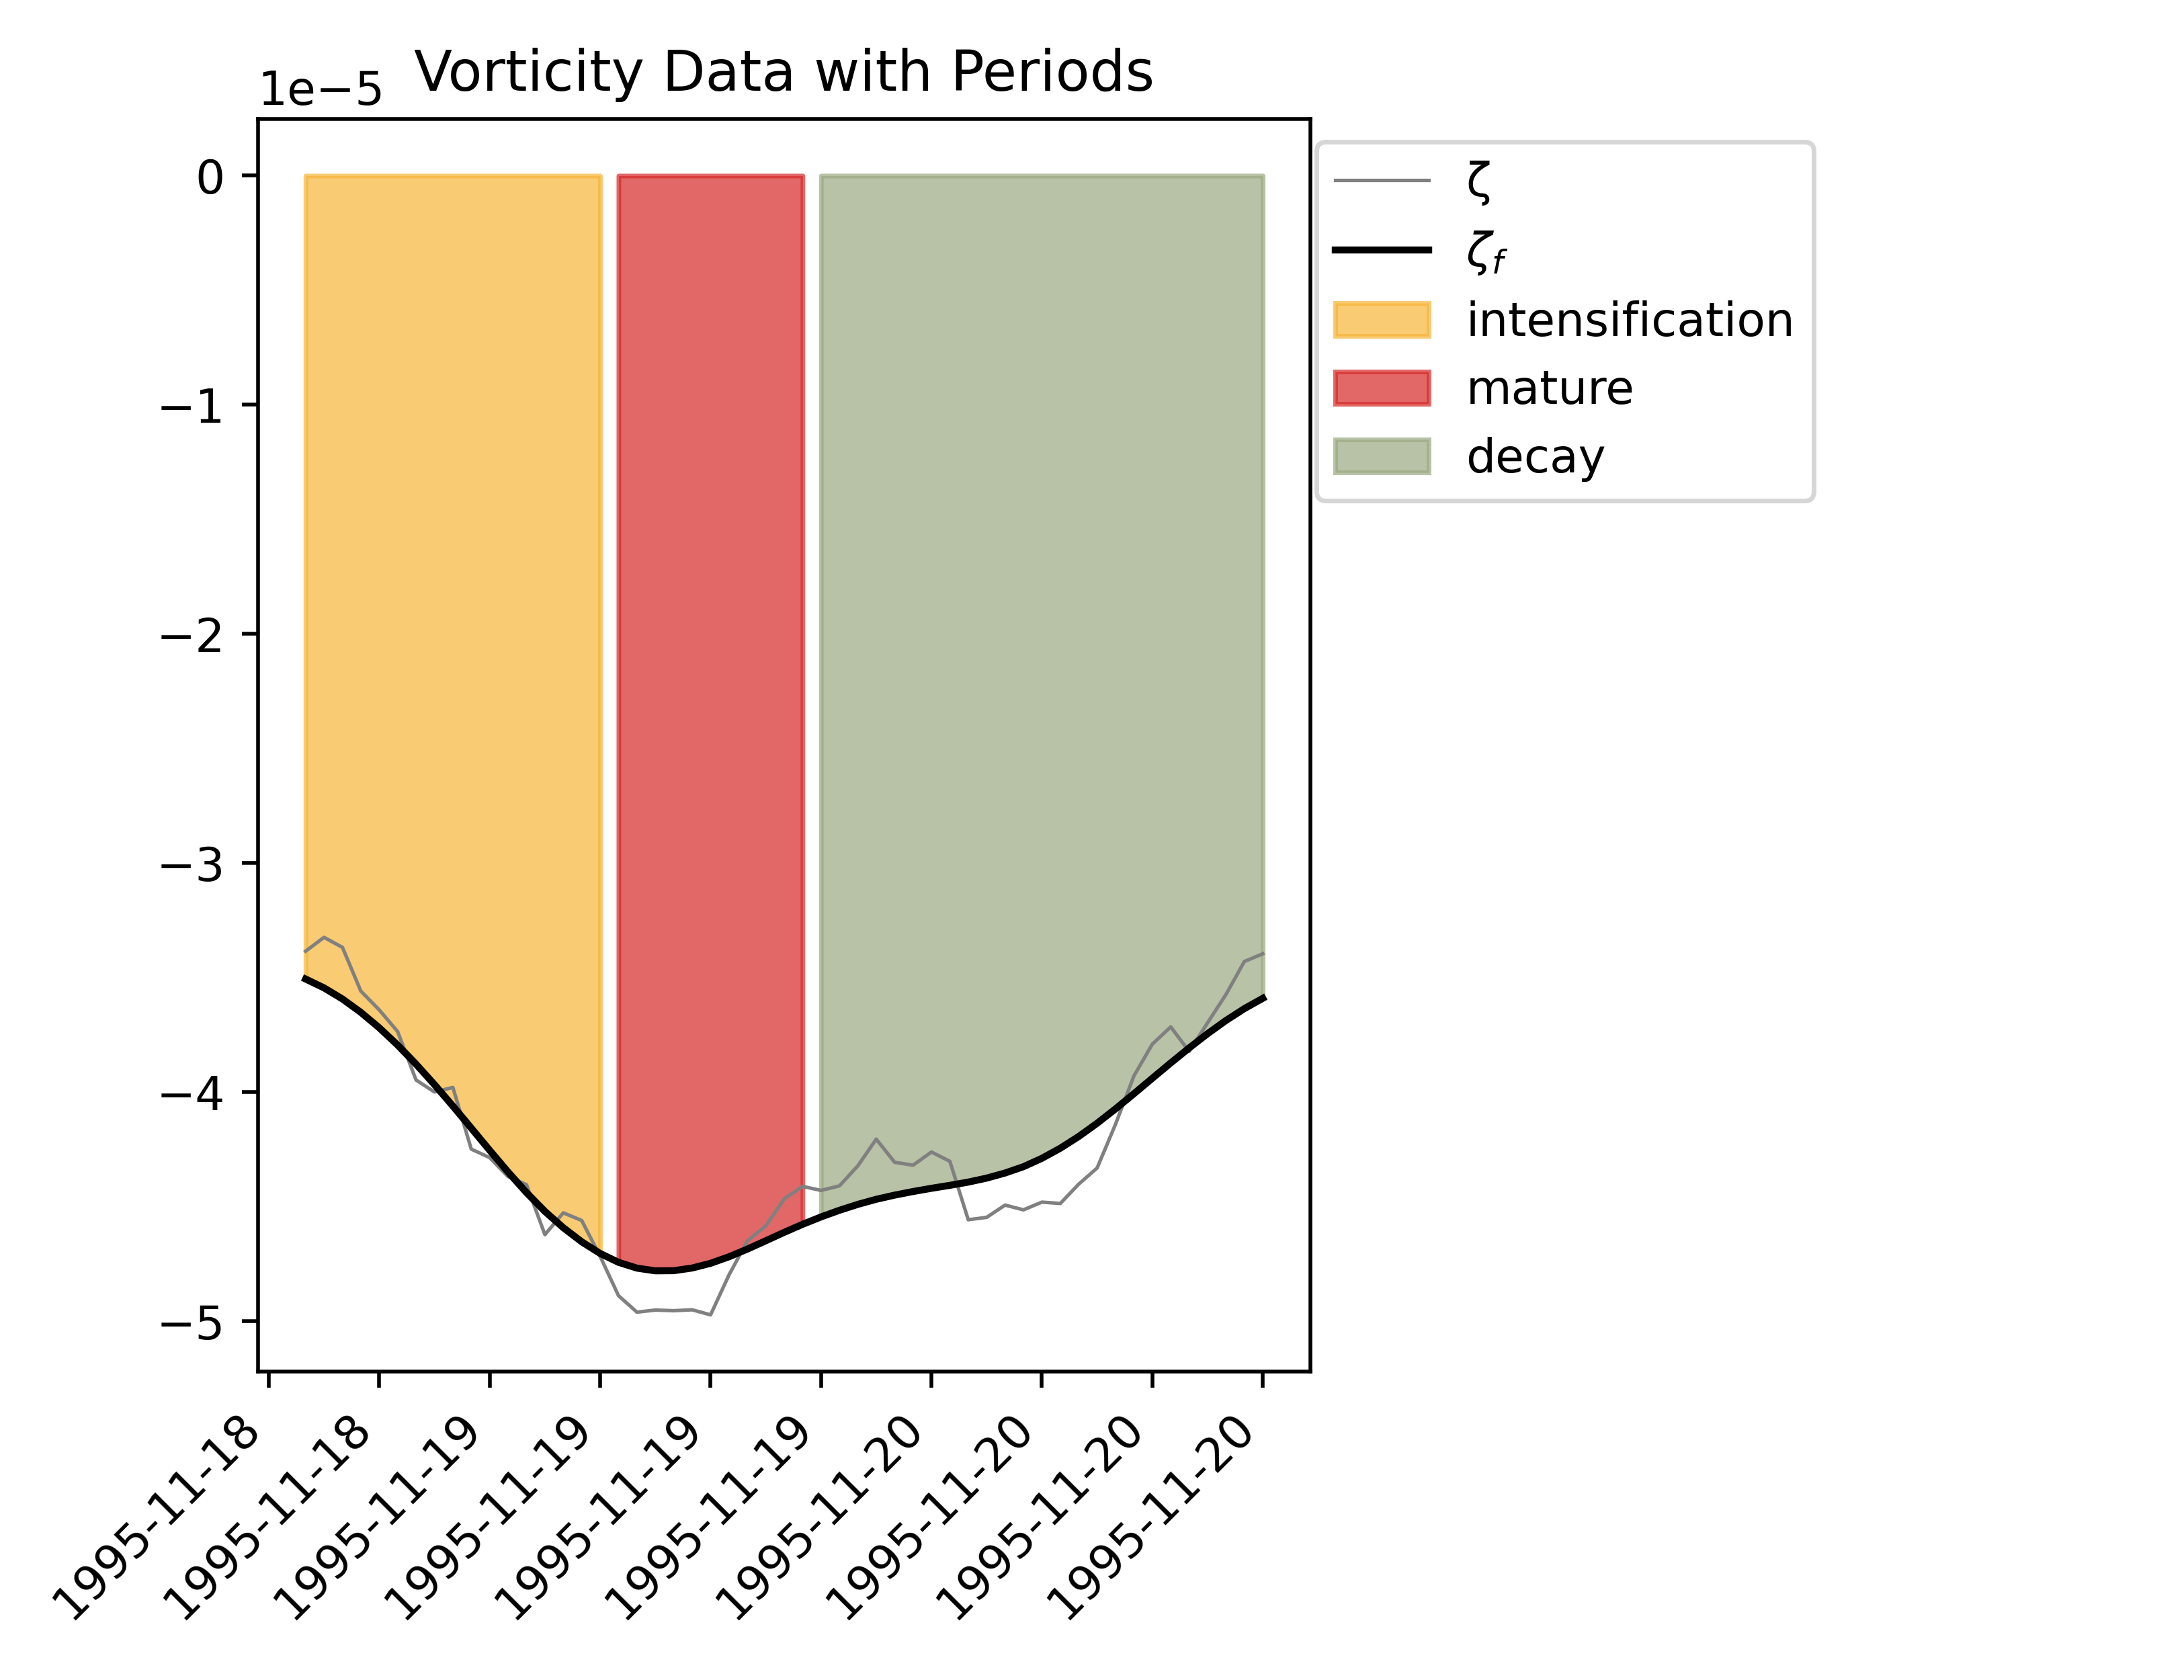 Vorticity Data with Periods
1e−5
0
−1
−2
−3
−4
−5
1995-11-18
1995-11-18
1995-11-19
1995-11-19
1995-11-19
1995-11-19
1995-11-20
1995-11-20
1995-11-20
1995-11-20
ζ
ζf
intensification
mature
decay